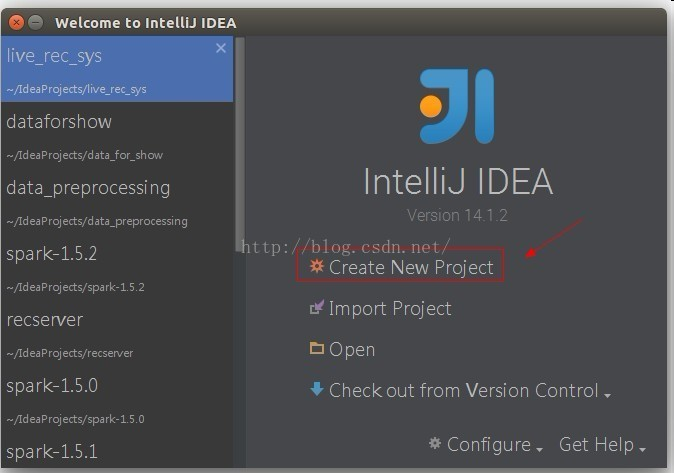 Welcome to IntelliJ IDEA
live_rec_sys
~/IdeaProjects/live_rec_sys
dataforshow
~/IdeaProjects/data_for_show
data_preprocessing
~/IdeaProjects/data_preprocessing
spark-1.5.2
~/IdeaProjects/spark-1.5.2
recserver
~/IdeaProjects/recserver
spark-1.5.0
~/IdeaProjects/spark-1.5.0
spark-1.5.1
IntelliJ IDEA
Version 14.1.2
http://blog.csdn.net/
Create New Project
Import Project
Open
Check out from Version Control
Configure
Get Help